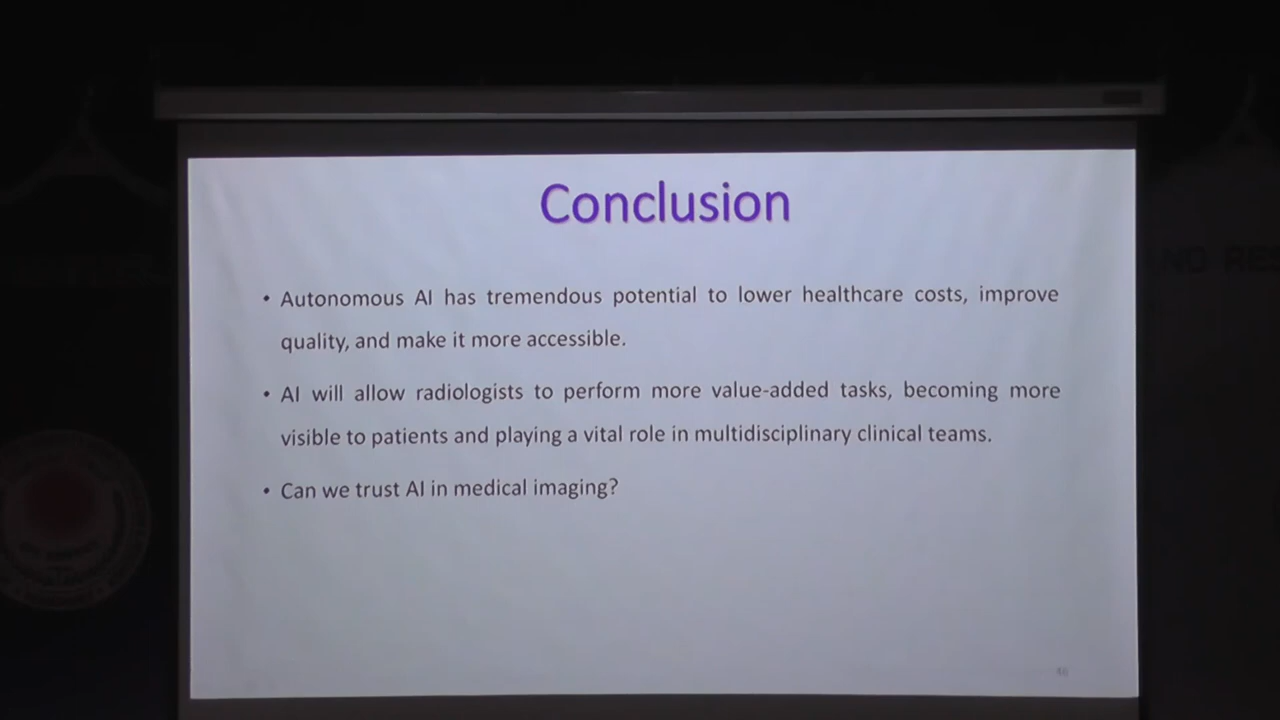 Conclusion
• Autonomous AI has tremendous potential to lower healthcare costs, improve
quality, and make it more accessible.
• AI will allow radiologists to perform more value-added tasks, becoming more
visible to patients and playing a vital role in multidisciplinary clinical teams.
• Can we trust AI in medical imaging?
46